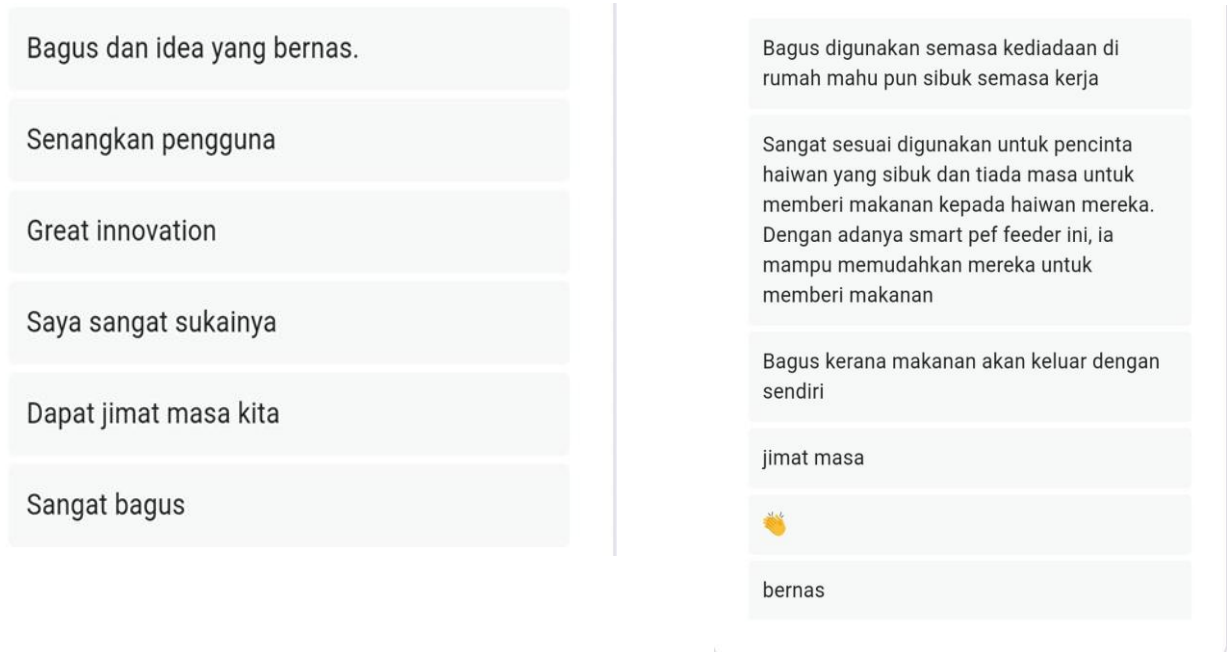 Bagus dan idea yang bernas.
Senangkan pengguna
Great innovation
Saya sangat sukainya
Dapat jimat masa kita
Sangat bagus
Bagus digunakan semasa kediadaan di
rumah mahu pun sibuk semasa kerja
Sangat sesuai digunakan untuk pencinta
haiwan yang sibuk dan tiada masa untuk
memberi makanan kepada haiwan mereka.
Dengan adanya smart pef feeder ini, ia
mampu memudahkan mereka untuk
memberi makanan
Bagus kerana makanan akan keluar dengan
sendiri
jimat masa
👏
bernas